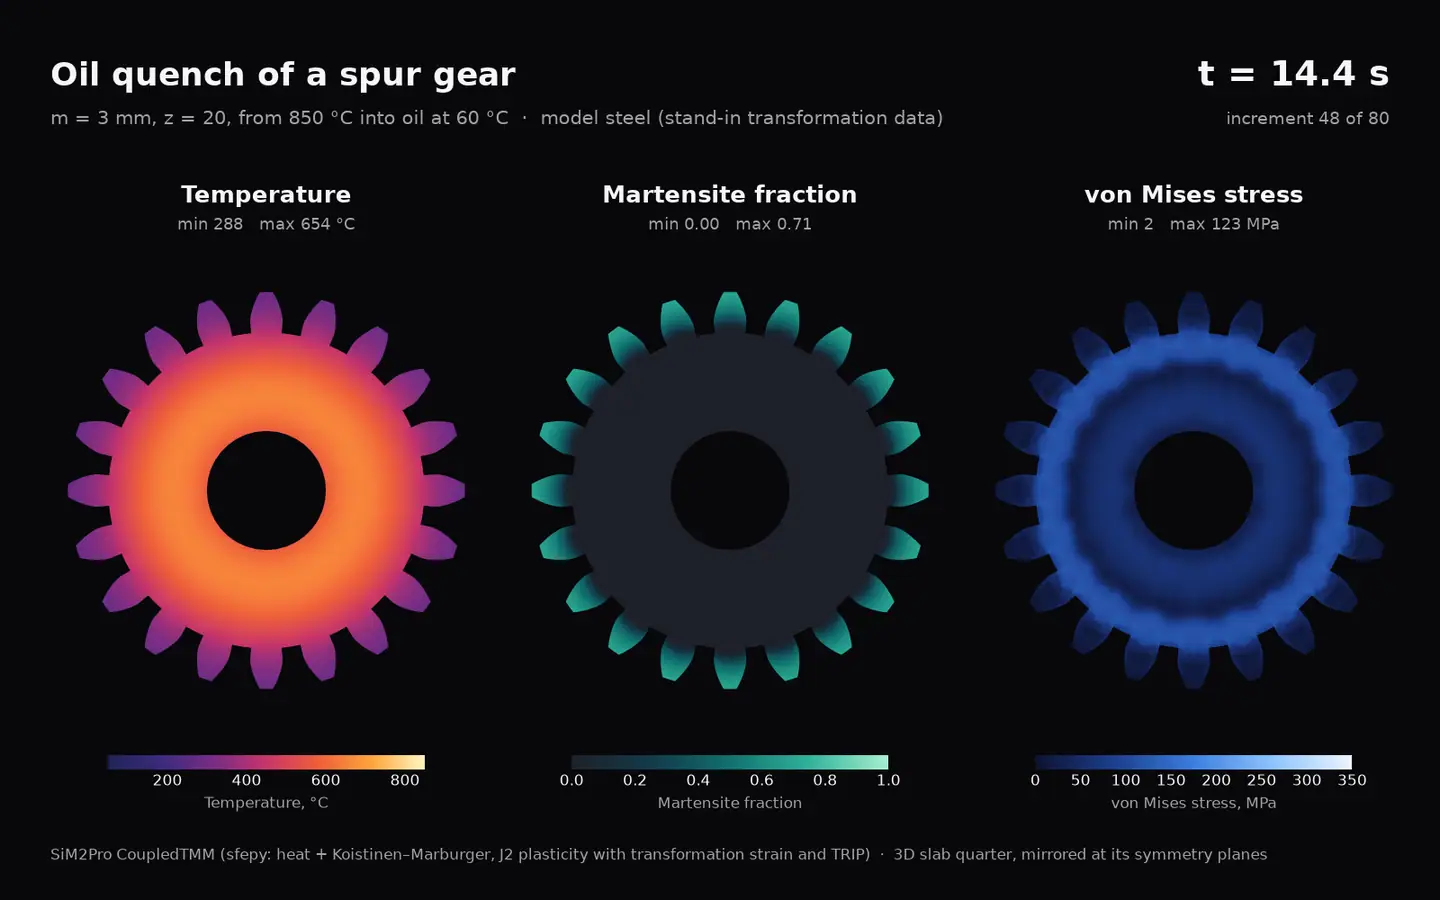 Oil quench of a spur gear
t = 14.4 s
m = 3 mm, z = 20, from 850 °C into oil at 60 °C · model steel (stand-in transformation data)
increment 48 of 80
Temperature
min 288 max 654 °C
Martensite fraction
min 0.00 max 0.71
von Mises stress
min 2 max 123 MPa
200 400 600 800
Temperature, °C
0.0 0.2 0.4 0.6 0.8 1.0
Martensite fraction
0 50 100 150 200 250 300 350
von Mises stress, MPa
SiM2Pro CoupledTMM (sfepy: heat + Koistinen–Marburger, J2 plasticity with transformation strain and TRIP) · 3D slab quarter, mirrored at its symmetry planes